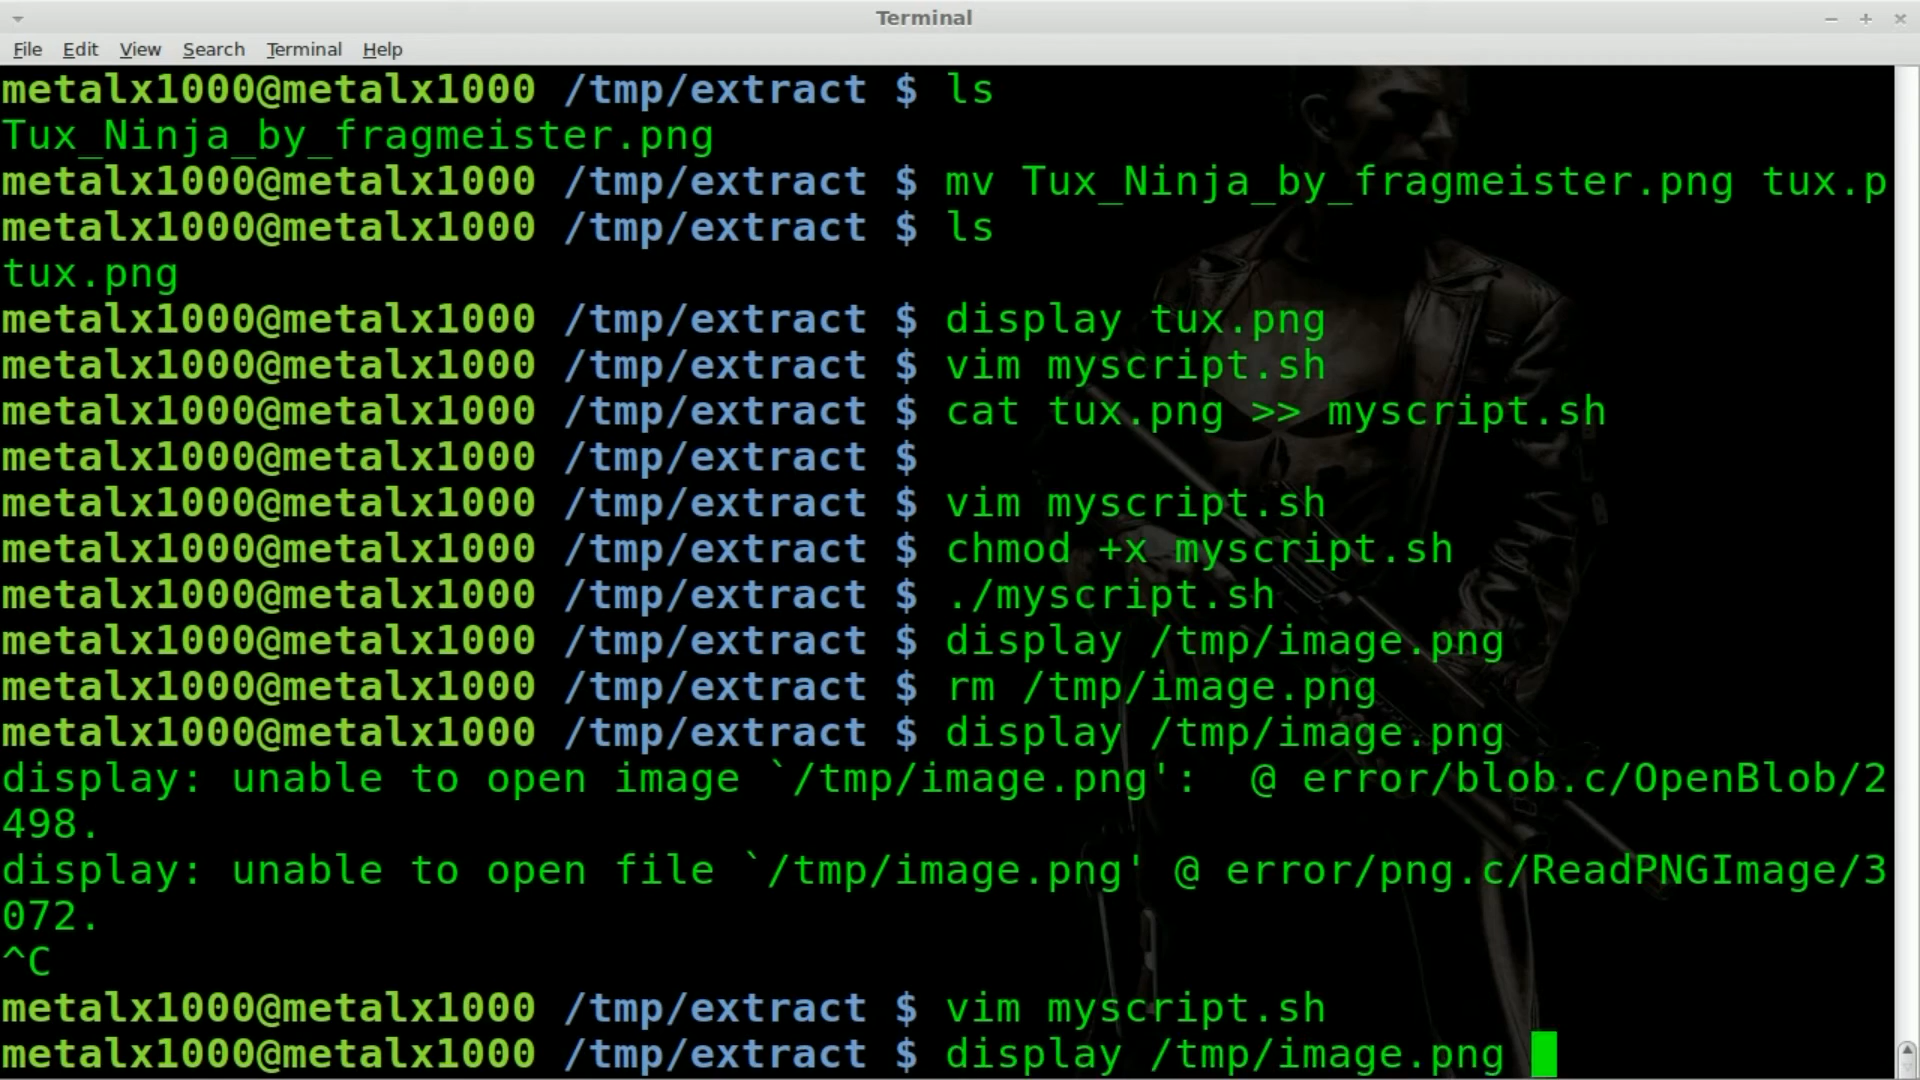 Terminal
File Edit View Search Terminal Help
metalx1000@metalx1000 /tmp/extract $ ls
Tux_Ninja_by_fragmeister.png
metalx1000@metalx1000 /tmp/extract $ mv Tux_Ninja_by_fragmeister.png tux.p
metalx1000@metalx1000 /tmp/extract $ ls
tux.png
metalx1000@metalx1000 /tmp/extract $ display tux.png
metalx1000@metalx1000 /tmp/extract $ vim myscript.sh
metalx1000@metalx1000 /tmp/extract $ cat tux.png >> myscript.sh
metalx1000@metalx1000 /tmp/extract $
metalx1000@metalx1000 /tmp/extract $ vim myscript.sh
metalx1000@metalx1000 /tmp/extract $ chmod +x myscript.sh
metalx1000@metalx1000 /tmp/extract $ ./myscript.sh
metalx1000@metalx1000 /tmp/extract $ display /tmp/image.png
metalx1000@metalx1000 /tmp/extract $ rm /tmp/image.png
metalx1000@metalx1000 /tmp/extract $ display /tmp/image.png
display: unable to open image `/tmp/image.png':  @ error/blob.c/OpenBlob/2
498.
display: unable to open file `/tmp/image.png' @ error/png.c/ReadPNGImage/3
072.
^C
metalx1000@metalx1000 /tmp/extract $ vim myscript.sh
metalx1000@metalx1000 /tmp/extract $ display /tmp/image.png